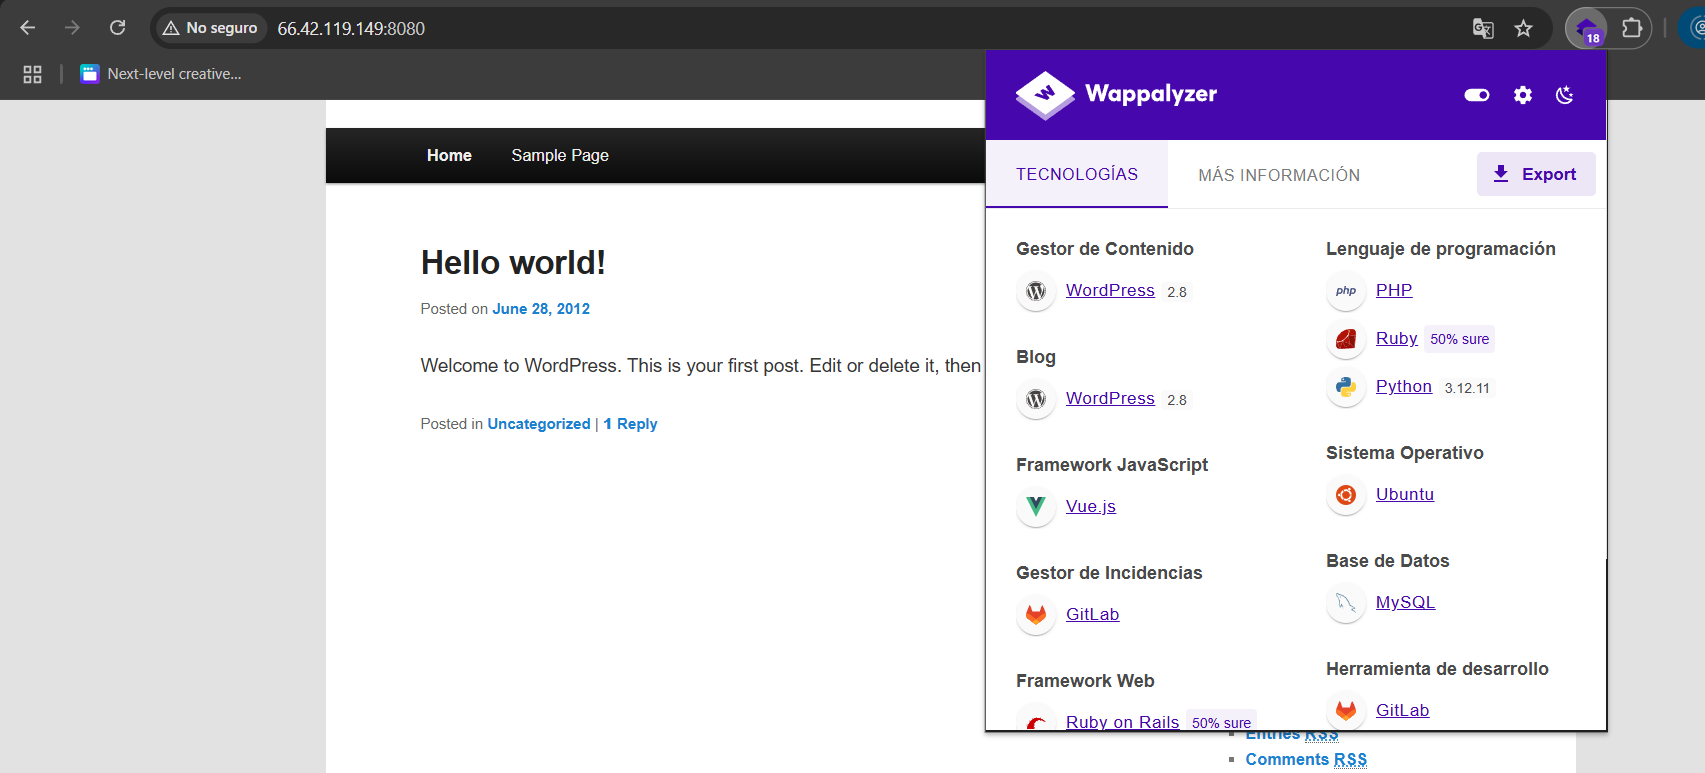 No seguro
66.42.119.149:8080
18
Next-level creative...
Wappalyzer
TECNOLOGÍAS
MÁS INFORMACIÓN
Export
Home
Sample Page
Hello world!
Posted on June 28, 2012
Welcome to WordPress. This is your first post. Edit or delete it, then
Posted in Uncategorized | 1 Reply
Gestor de Contenido
WordPress 2.8
Blog
WordPress 2.8
Framework JavaScript
Vue.js
Gestor de Incidencias
GitLab
Framework Web
Ruby on Rails 50% sure
Lenguaje de programación
php PHP
Ruby 50% sure
Python 3.12.11
Sistema Operativo
Ubuntu
Base de Datos
MySQL
Herramienta de desarrollo
GitLab
Entries RSS
Comments RSS